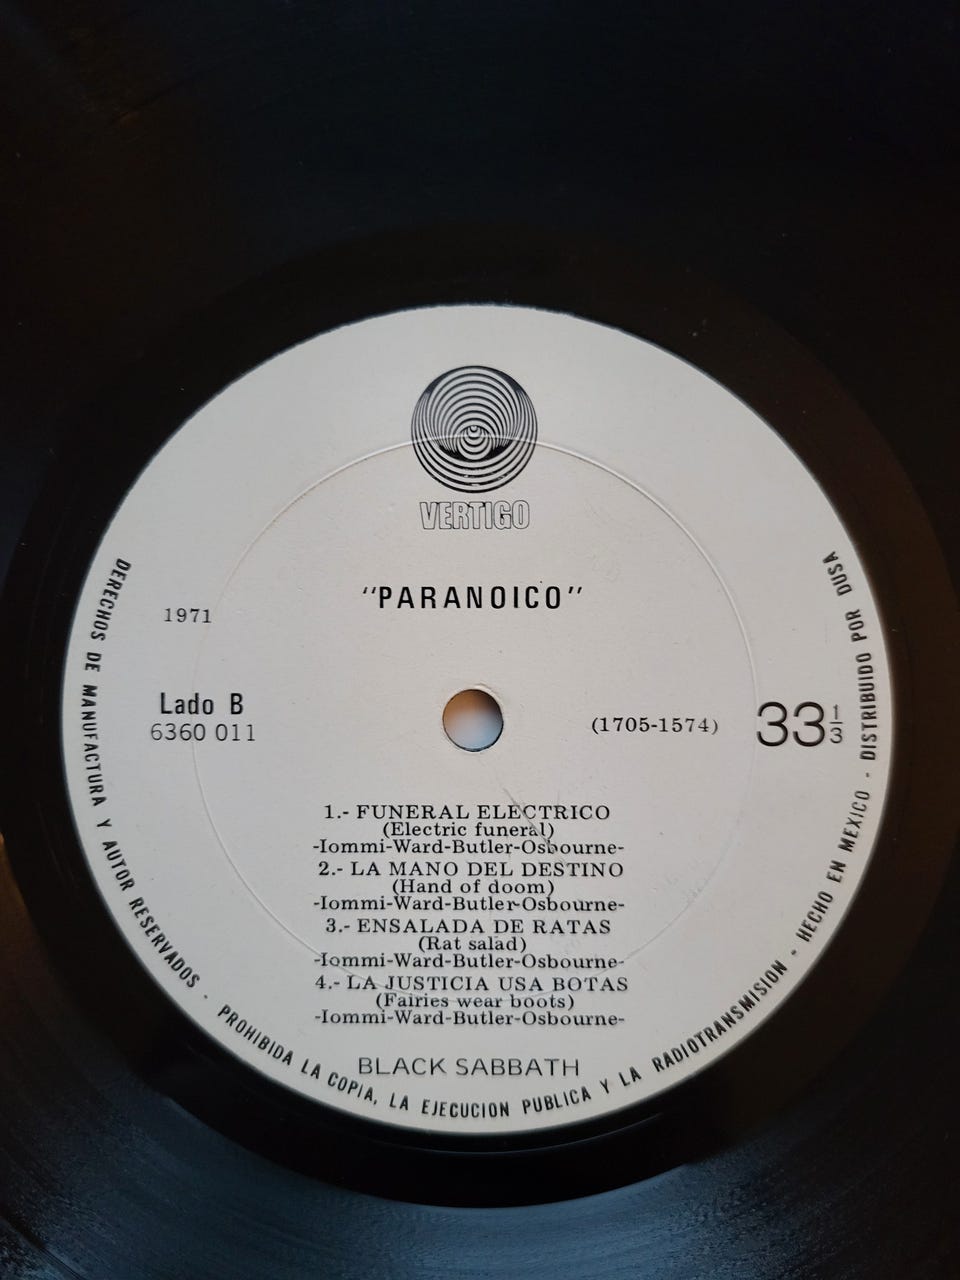 VERTIGO
"PARANOICO"
1971
Lado B
6360 011
(1705-1574)
33 1/3
1.- FUNERAL ELECTRICO
(Electric funeral)
-Iommi-Ward-Butler-Osbourne-
2.- LA MANO DEL DESTINO
(Hand of doom)
-Iommi-Ward-Butler-Osbourne-
3.- ENSALADA DE RATAS
(Rat salad)
-Iommi-Ward-Butler-Osbourne-
4.- LA JUSTICIA USA BOTAS
(Fairies wear boots)
-Iommi-Ward-Butler-Osbourne-
BLACK SABBATH
DERECHOS DE MANUFACTURA Y AUTOR RESERVADOS - PROHIBIDA LA COPIA, LA EJECUCION PUBLICA Y LA RADIOTRANSMISION - HECHO EN MEXICO - DISTRIBUIDO POR DUSA